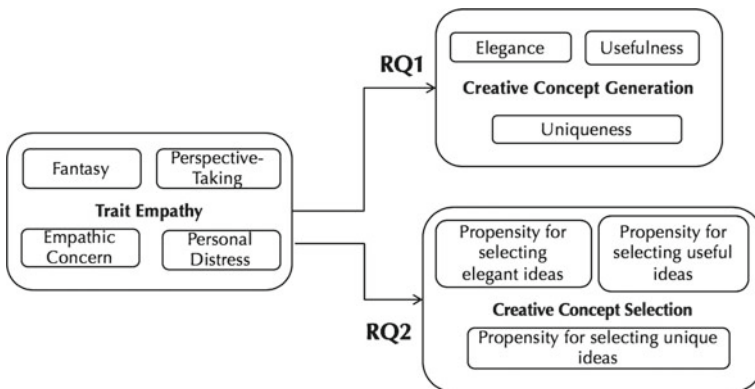 Elegance
Usefulness
RQ1
Creative Concept Generation
Uniqueness
Fantasy
Perspective-
Taking
Trait Empathy
Empathic
Concern
Personal
Distress
Propensity for
selecting
elegant ideas
Propensity for
selecting useful
ideas
Creative Concept Selection
RQ2
Propensity for selecting unique
ideas